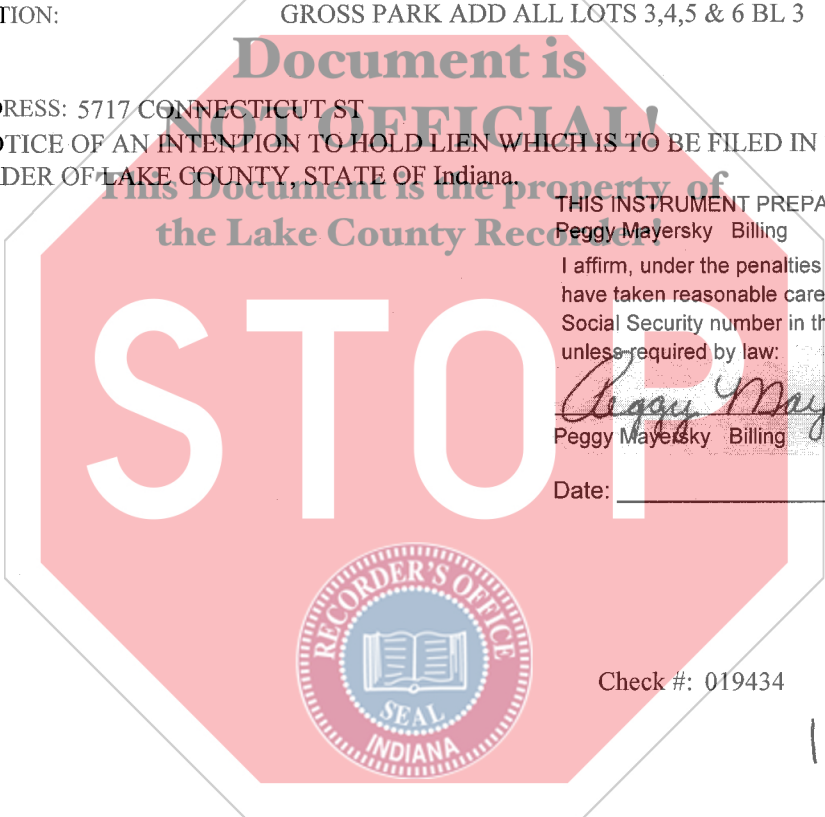 TION: GROSS PARK ADD ALL LOTS 3,4,5 & 6 BL 3
Document is
RESS: 5717 CONNECTICUT ST
NOT OFFICIAL!
TICE OF AN INTENTION TO HOLD LIEN WHICH IS TO BE FILED IN
DER OF LAKE COUNTY, STATE OF Indiana.
This Document is the property of
the Lake County Recorder!
THIS INSTRUMENT PREPA
Peggy Mayersky Billing
I affirm, under the penalties
have taken reasonable care
Social Security number in th
unless required by law:
Peggy May
Peggy Mayersky Billing
Date:
STOP
RECORDER'S OFFICE
SEAL
INDIANA
Check #: 019434